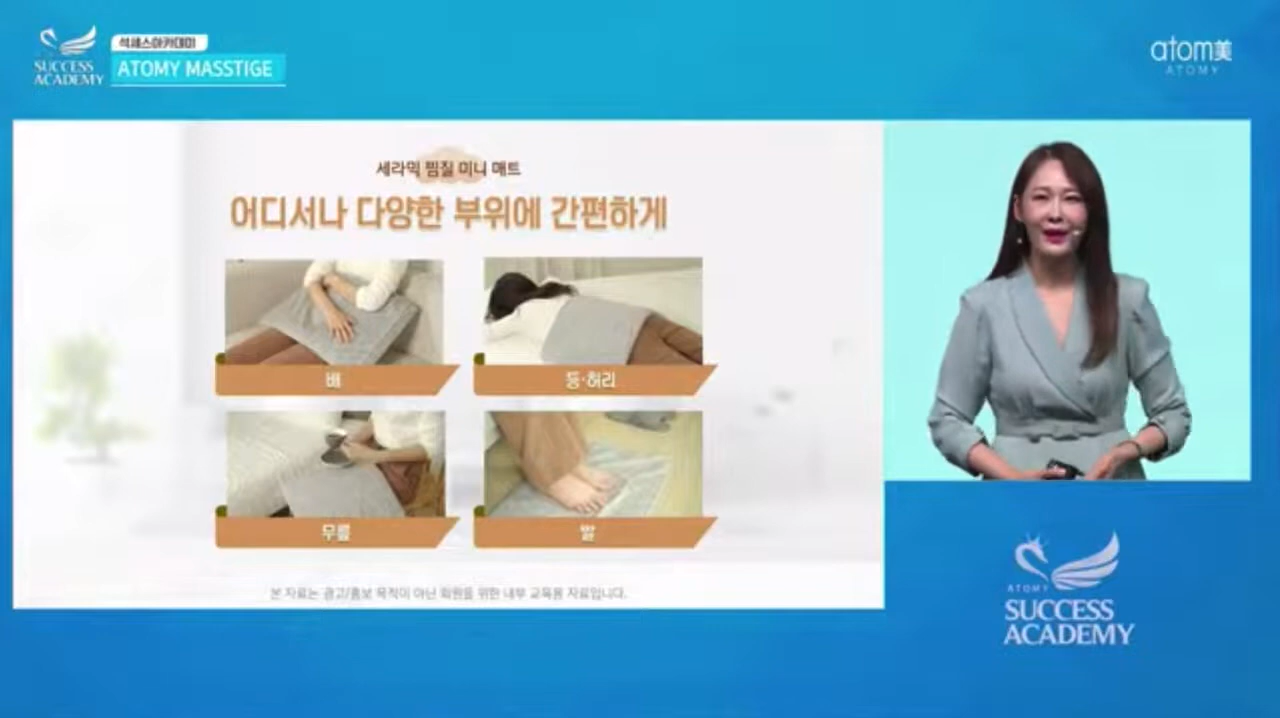 SUCCESS
ACADEMY
석세스아카데미
ATOMY MASSTIGE
atom美
ATOMY
세라믹 찜질 미니 매트
어디서나 다양한 부위에 간편하게
배
등·허리
무릎
발
본 자료는 광고/홍보 목적이 아닌 회원을 위한 내부 교육용 자료입니다.
ATOMY
SUCCESS
ACADEMY